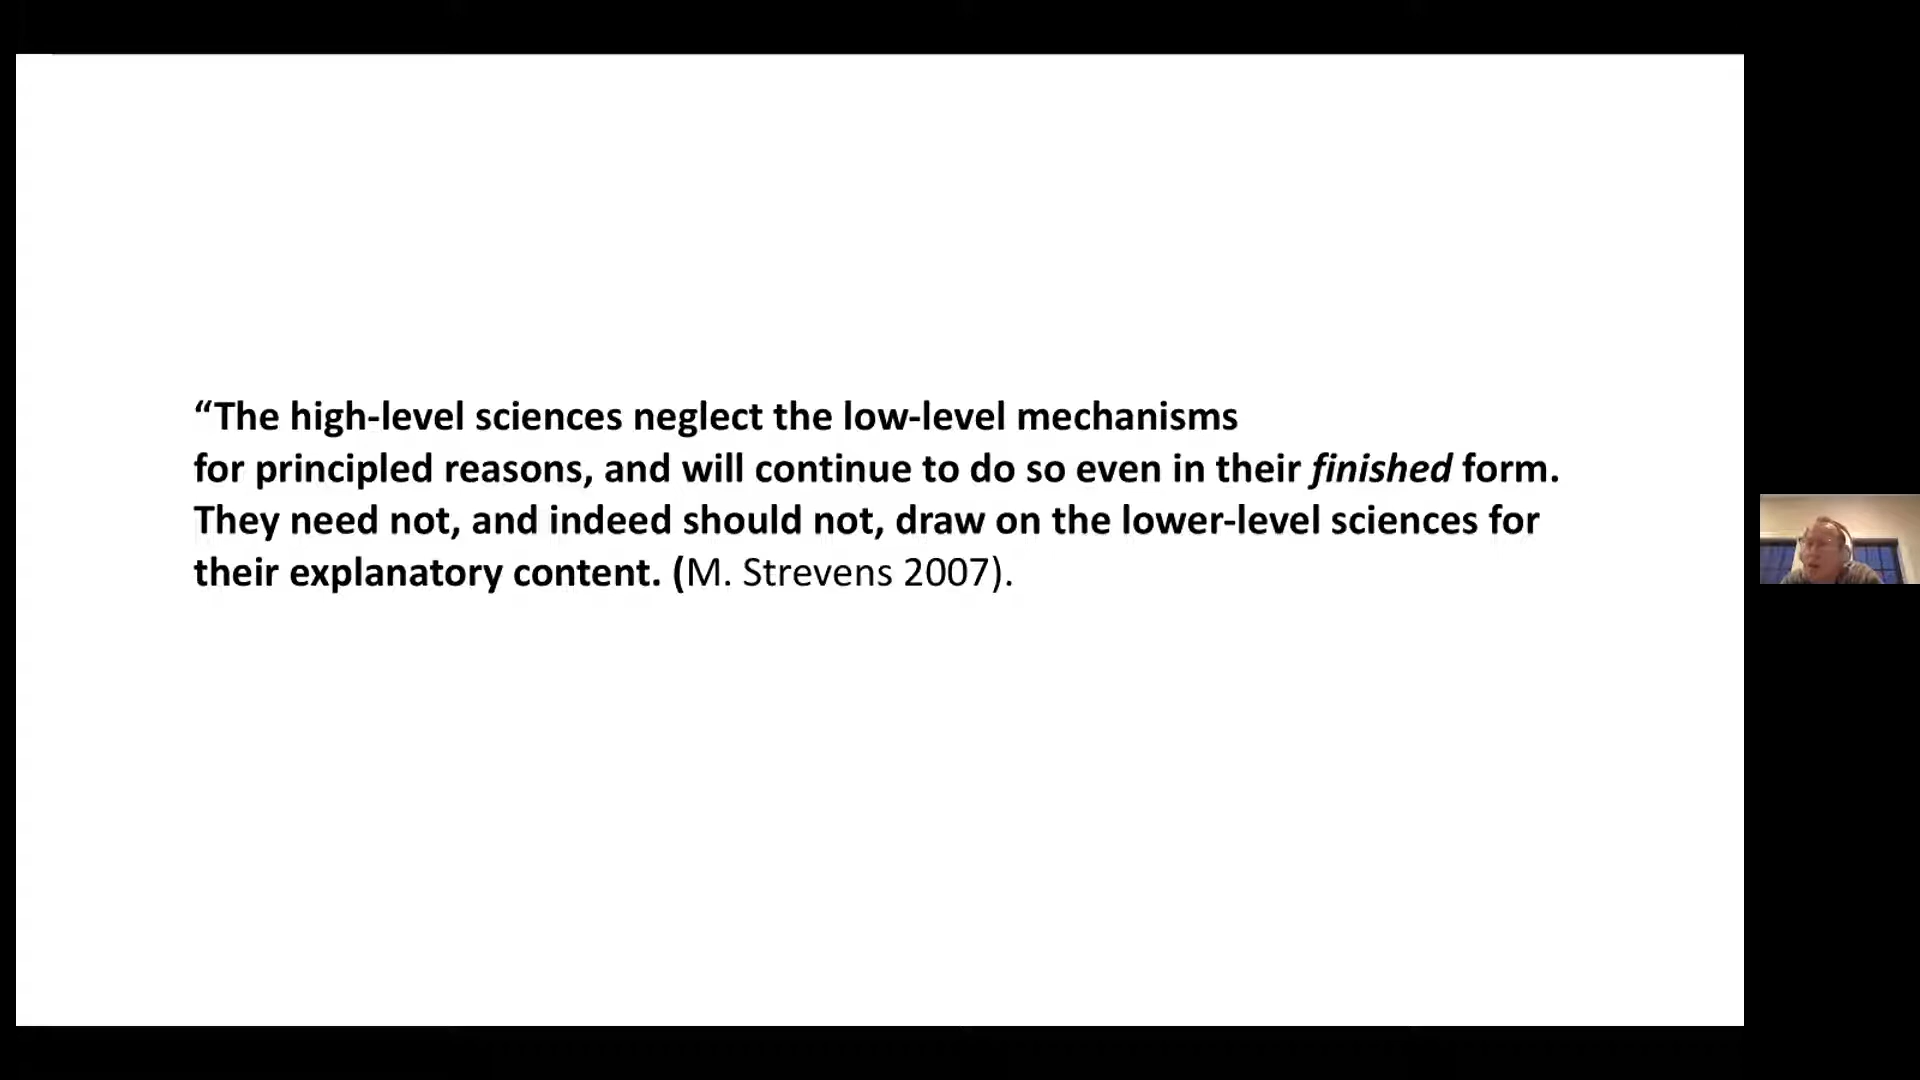 “The high-level sciences neglect the low-level mechanisms
for principled reasons, and will continue to do so even in their finished form.
They need not, and indeed should not, draw on the lower-level sciences for
their explanatory content. (M. Strevens 2007).